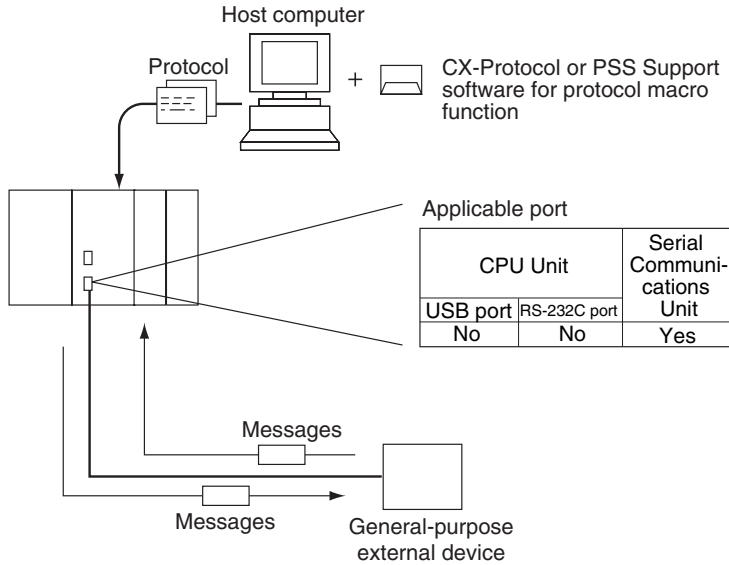 Host computer
Protocol
+
CX-Protocol or PSS Support
software for protocol macro
function
Applicable port
CPU Unit
Serial
Communi-
cations
Unit
USB port
RS-232C port
No
No
Yes
Messages
Messages
General-purpose
external device